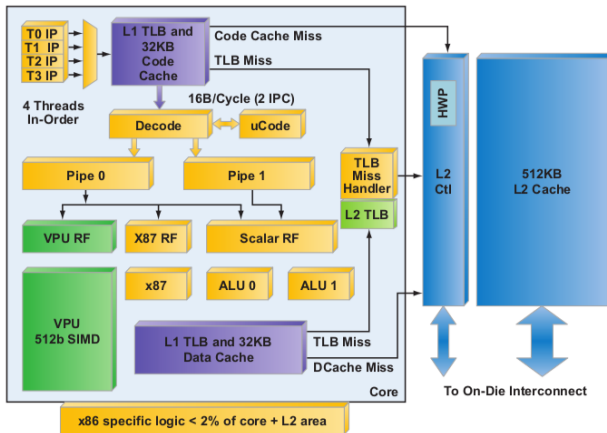 T0 IP
T1 IP
T2 IP
T3 IP
4 Threads
In-Order
L1 TLB and
32KB
Code
Cache
Code Cache Miss
TLB Miss
16B/Cycle (2 IPC)
Decode
uCode
Pipe 0
Pipe 1
TLB
Miss
Handler
L2 TLB
HWP
L2
Ctl
512KB
L2 Cache
VPU RF
X87 RF
Scalar RF
VPU
512b SIMD
x87
ALU 0
ALU 1
L1 TLB and 32KB
Data Cache
TLB Miss
DCache Miss
Core
To On-Die Interconnect
x86 specific logic < 2% of core + L2 area